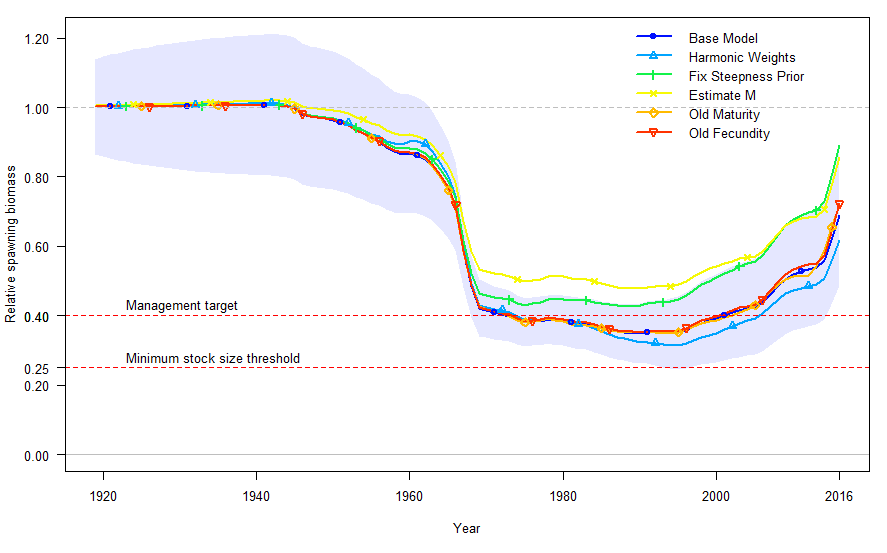 Relative spawning biomass
1.20
1.00
0.80
0.60
0.40
0.25
0.20
0.00
Base Model
Harmonic Weights
Fix Steepness Prior
Estimate M
Old Maturity
Old Fecundity
Management target
Minimum stock size threshold
1920
1940
1960
1980
2000
2016
Year